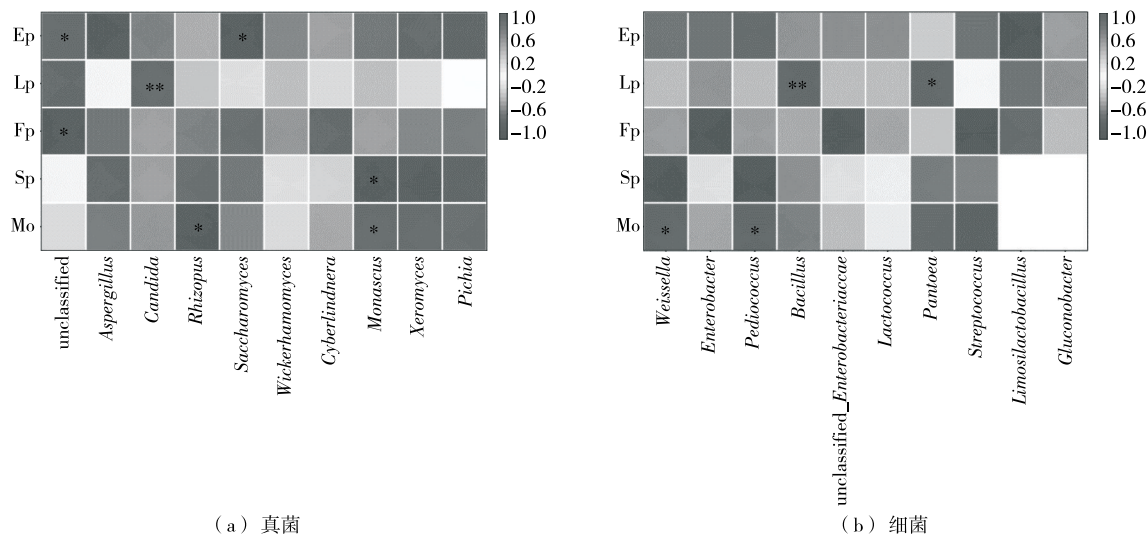 Ep
Lp
Fp
Sp
Mo
*
*
**
*
*
*
*
1.0
0.6
0.2
−0.2
−0.6
−1.0
unclassified
Aspergillus
Candida
Rhizopus
Saccharomyces
Wickerhamomyces
Cyberlindnera
Monascus
Xeromyces
Pichia
(a) 真菌
Ep
Lp
Fp
Sp
Mo
**
*
*
*
1.0
0.6
0.2
−0.2
−0.6
−1.0
Weissella
Enterobacter
Pediococcus
Bacillus
unclassified_Enterobacteriaccae
Lactococcus
Pantoea
Streptococcus
Limosilactobacillus
Gluconobacter
(b) 细菌